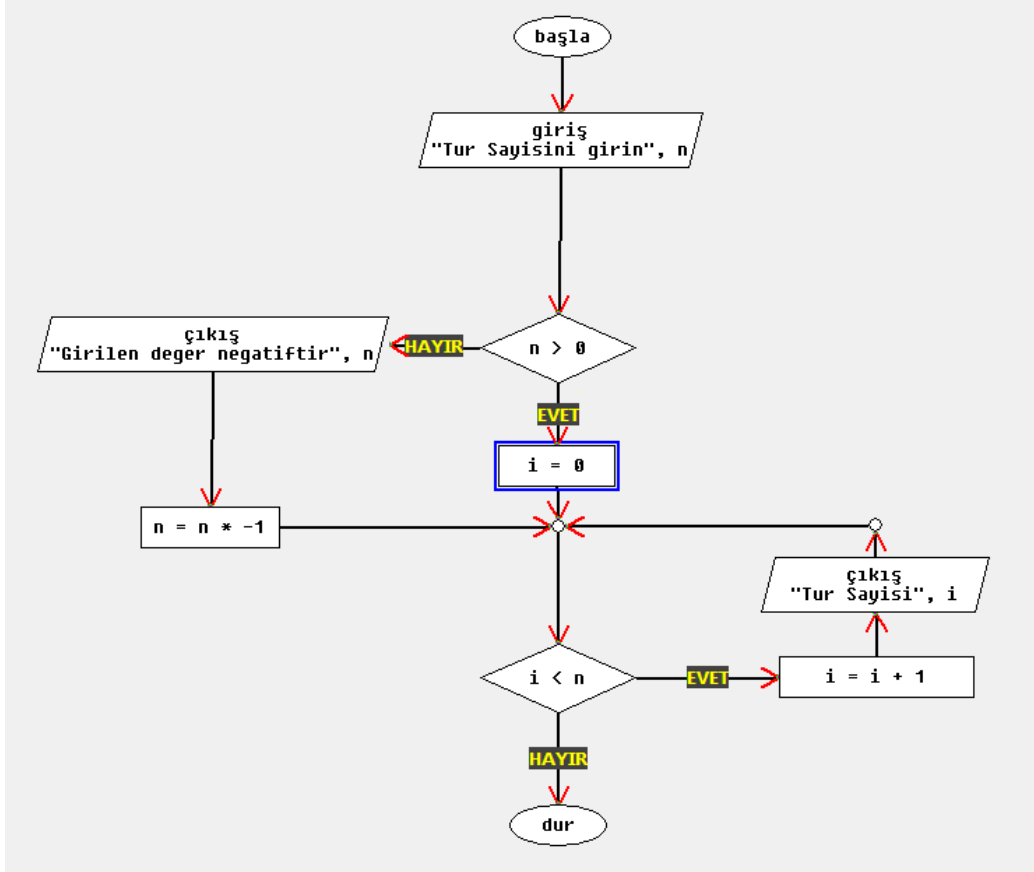 başla
giriş
"Tur Sayisini girin", n
n > 0
HAYIR
çıkış
"Girilen deger negatiftir", n
EVET
i = 0
n = n * -1
çıkış
"Tur Sayisi", i
i < n
EVET
i = i + 1
HAYIR
dur